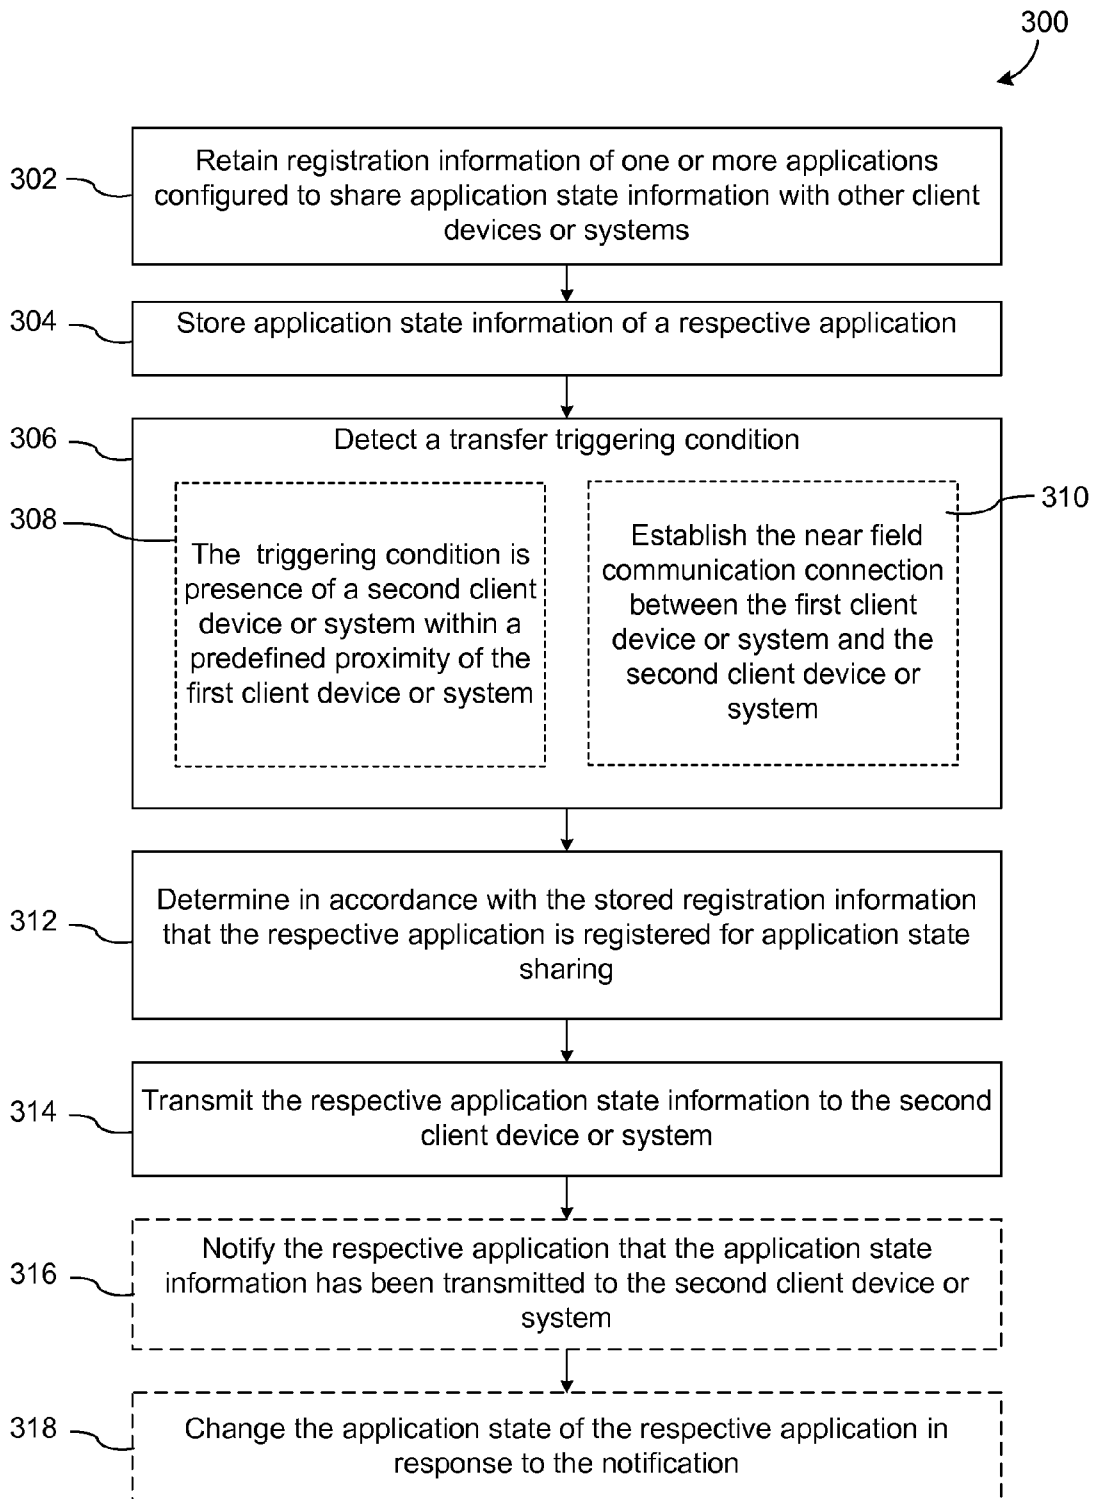 300
302
Retain registration information of one or more applications
configured to share application state information with other client
devices or systems
304
Store application state information of a respective application
306
Detect a transfer triggering condition
308
The triggering condition is
presence of a second client
device or system within a
predefined proximity of the
first client device or system
310
Establish the near field
communication connection
between the first client
device or system and the
second client device or
system
312
Determine in accordance with the stored registration information
that the respective application is registered for application state
sharing
314
Transmit the respective application state information to the second
client device or system
316
Notify the respective application that the application state
information has been transmitted to the second client device or
system
318
Change the application state of the respective application in
response to the notification